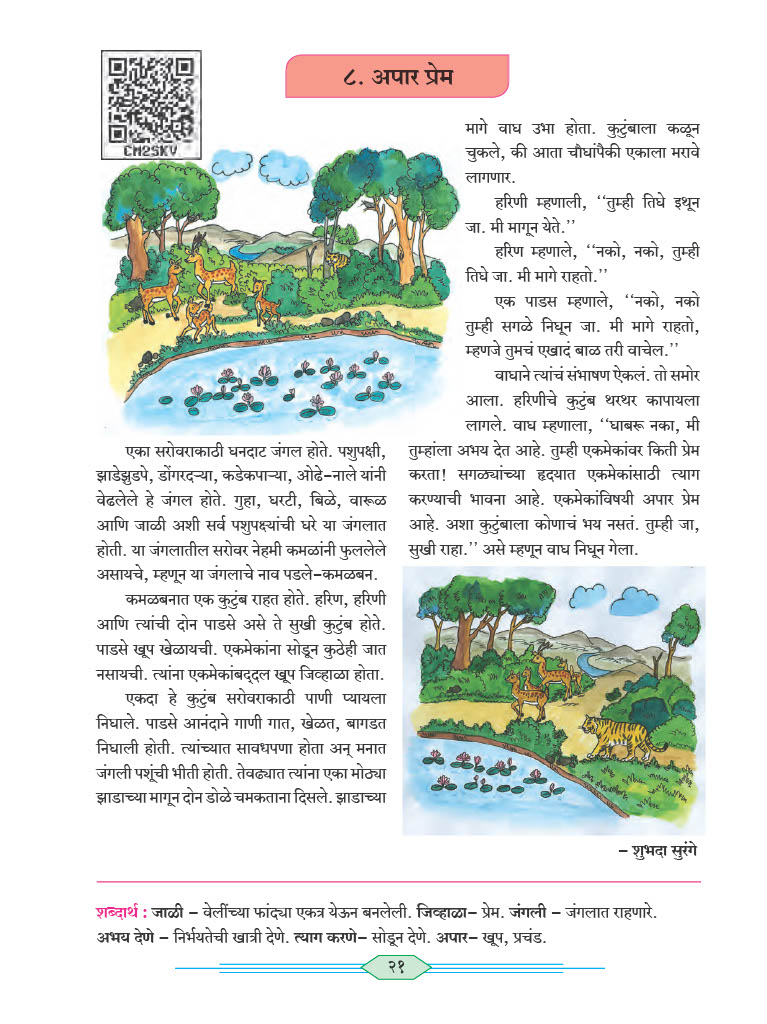 CM2SKV
८. अपार प्रेम
एका सरोवराकाठी घनदाट जंगल होते. पशुपक्षी,
झाडेझुडपे, डोंगरदऱ्या, कडेकपाऱ्या, ओढे-नाले यांनी
वेढलेले हे जंगल होते. गुहा, घरटी, बिळे, वारूळ
आणि जाळी अशी सर्व पशुपक्ष्यांची घरे या जंगलात
होती. या जंगलातील सरोवर नेहमी कमळांनी फुललेले
असायचे, म्हणून या जंगलाचे नाव पडले-कमळबन.
कमळबनात एक कुटुंब राहत होते. हरिण, हरिणी
आणि त्यांची दोन पाडसे असे ते सुखी कुटुंब होते.
पाडसे खूप खेळायची. एकमेकांना सोडून कुठेही जात
नसायची. त्यांना एकमेकांबद्दल खूप जिव्हाळा होता.
एकदा हे कुटुंब सरोवराकाठी पाणी प्यायला
निघाले. पाडसे आनंदाने गाणी गात, खेळत, बागडत
निघाली होती. त्यांच्यात सावधपणा होता अन् मनात
जंगली पशूंची भीती होती. तेवढ्यात त्यांना एका मोठ्या
झाडाच्या मागून दोन डोळे चमकताना दिसले. झाडाच्या
मागे वाघ उभा होता. कुटुंबाला कळून
चुकले, की आता चौघांपैकी एकाला मरावे
लागणार.
हरिणी म्हणाली, ‘‘तुम्ही तिघे इथून
जा. मी मागून येते.’’
हरिण म्हणाले, ‘‘नको, नको, तुम्ही
तिघे जा. मी मागे राहतो.’’
एक पाडस म्हणाले, ‘‘नको, नको
तुम्ही सगळे निघून जा. मी मागे राहतो,
म्हणजे तुमचं एखादं बाळ तरी वाचेल.’’
वाघाने त्यांचं संभाषण ऐकलं. तो समोर
आला. हरिणीचे कुटुंब थरथर कापायला
लागले. वाघ म्हणाला, ‘‘घाबरू नका, मी
तुम्हांला अभय देत आहे. तुम्ही एकमेकांवर किती प्रेम
करता! सगळ्यांच्या हृदयात एकमेकांसाठी त्याग
करण्याची भावना आहे. एकमेकांविषयी अपार प्रेम
आहे. अशा कुटुंबाला कोणाचं भय नसतं. तुम्ही जा,
सुखी राहा.’’ असे म्हणून वाघ निघून गेला.
– शुभदा सुरंगे
शब्दार्थ : जाळी – वेलींच्या फांद्या एकत्र येऊन बनलेली. जिव्हाळा– प्रेम. जंगली – जंगलात राहणारे.
अभय देणे – निर्भयतेची खात्री देणे. त्याग करणे– सोडून देणे. अपार– खूप, प्रचंड.
२१